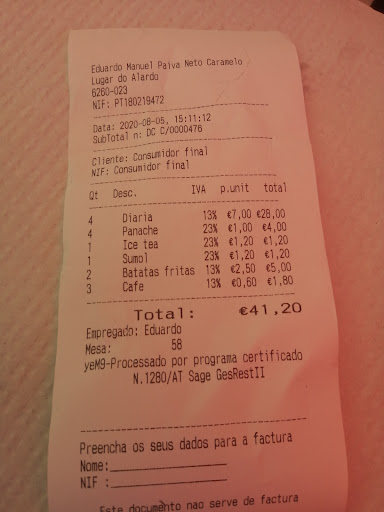 Eduardo Manuel Paiva Neto Caramelo
Lugar do Alardo
6260-023
NIF: PT180219472
Data: 2020-08-05, 15:11:12
SubTotal n: DC C/0000476
Cliente: Consumidor final
NIF: Consumidor final
Qt Desc. IVA p.unit total
4 Diaria 13% €7,00 €28,00
4 Panache 23% €1,00 €4,00
1 Ice tea 23% €1,20 €1,20
1 Sumol 23% €1,20 €1,20
2 Batatas fritas 13% €2,50 €5,00
3 Cafe 13% €0,60 €1,80
Total: €41,20
Empregado: Eduardo
Mesa: 58
yeM9-Processado por programa certificado
N.1280/AT Sage GesRestII
Preencha os seus dados para a factura
Nome:
NIF :
Este documento nao serve de factura